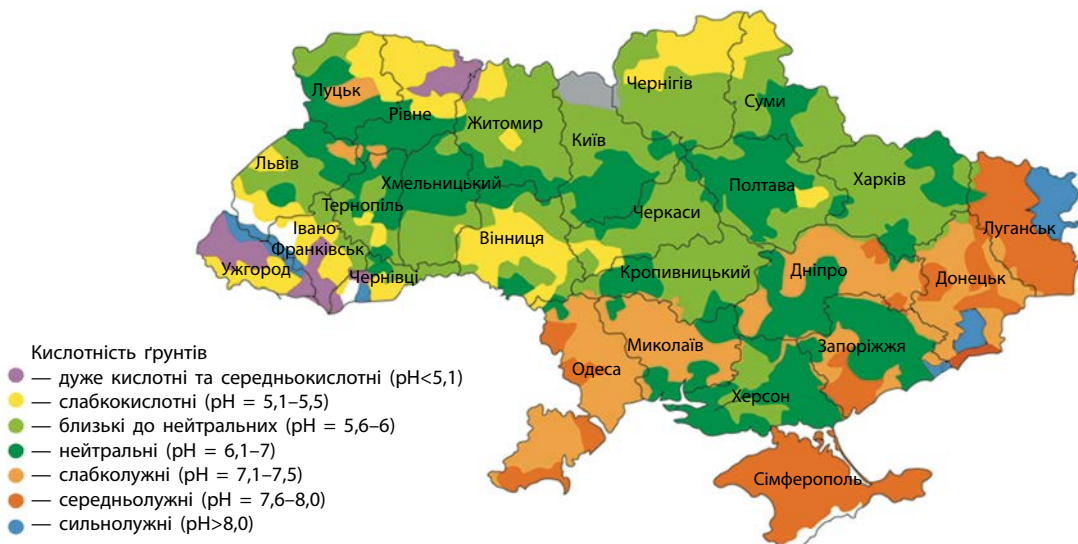 Чернігів
Суми
Луцьк
Рівне
Житомир
Київ
Львів
Хмельницький
Полтава
Харків
Тернопіль
Черкаси
Івано-
Франківськ
Вінниця
Луганськ
Ужгород
Чернівці
Кропивницький
Дніпро
Донецьк
Миколаїв
Запоріжжя
Одеса
Херсон
Сімферополь
Кислотність ґрунтів
— дуже кислотні та середньокислотні (pH<5,1)
— слабкокислотні (pH = 5,1–5,5)
— близькі до нейтральних (pH = 5,6–6)
— нейтральні (pH = 6,1–7)
— слаболужні (pH = 7,1–7,5)
— середньолужні (pH = 7,6–8,0)
— сильнолужні (pH>8,0)